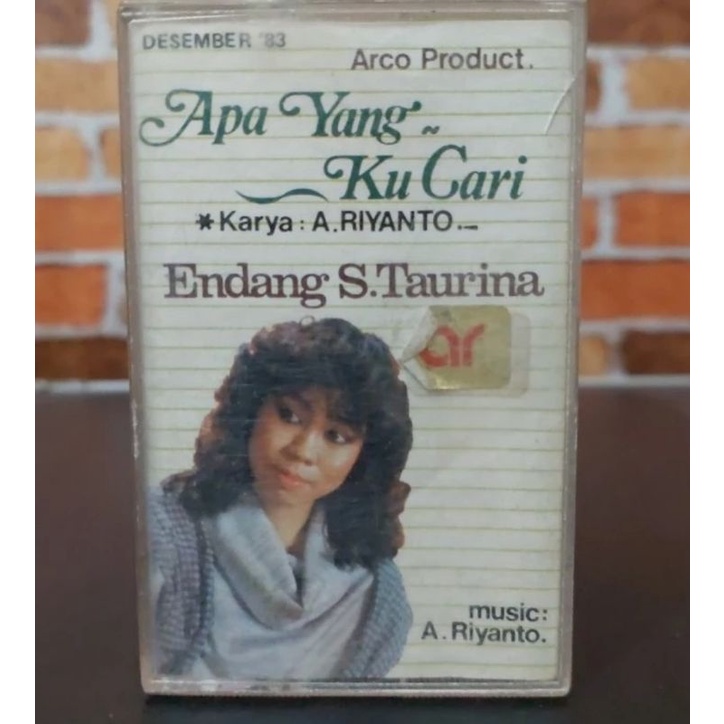 DESEMBER '83
Arco Product.
Apa Yang
Ku Cari
*Karya : A.RIYANTO
Endang S.Taurina
ar
music:
A.Riyanto.